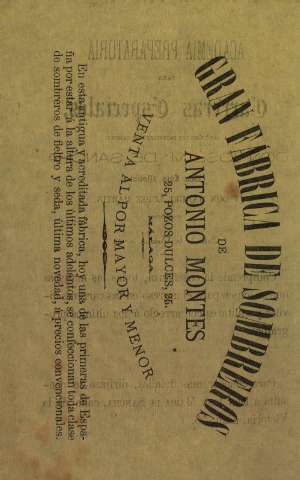 GRAN FÁBRICA DE SOMBREROS
DE
ANTONIO MONTES
25, POZOS-DULCES, 25.
MÁLAGA
VENTA AL POR MAYOR Y MENOR
En esta antigua y acreditada fábrica, hoy una de las primeras de Espa-
ña por estar á la altura de los últimos adelantos, se confeccionan toda clase
de sombreros de fieltro y seda, última novedad, á precios convencionales.